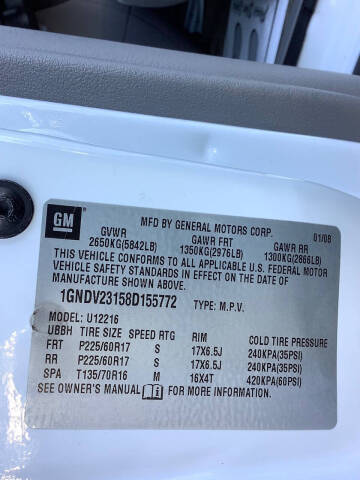 GM
MFD BY GENERAL MOTORS CORP. 01/08
GVWR GAWR FRT GAWR RR
2650KG(5842LB) 1350KG(2976LB) 1300KG(2866LB)
THIS VEHICLE CONFORMS TO ALL APPLICABLE U.S. FEDERAL MOTOR
VEHICLE SAFETY STANDARDS IN EFFECT ON THE DATE OF
MANUFACTURE SHOWN ABOVE.
1GNDV23158D155772 TYPE: M.P.V.
MODEL: U12216
UBBH TIRE SIZE SPEED RTG RIM COLD TIRE PRESSURE
FRT P225/60R17 S 17X6.5J 240KPA(35PSI)
RR P225/60R17 S 17X6.5J 240KPA(35PSI)
SPA T135/70R16 M 16X4T 420KPA(60PSI)
SEE OWNER'S MANUAL FOR MORE INFORMATION.